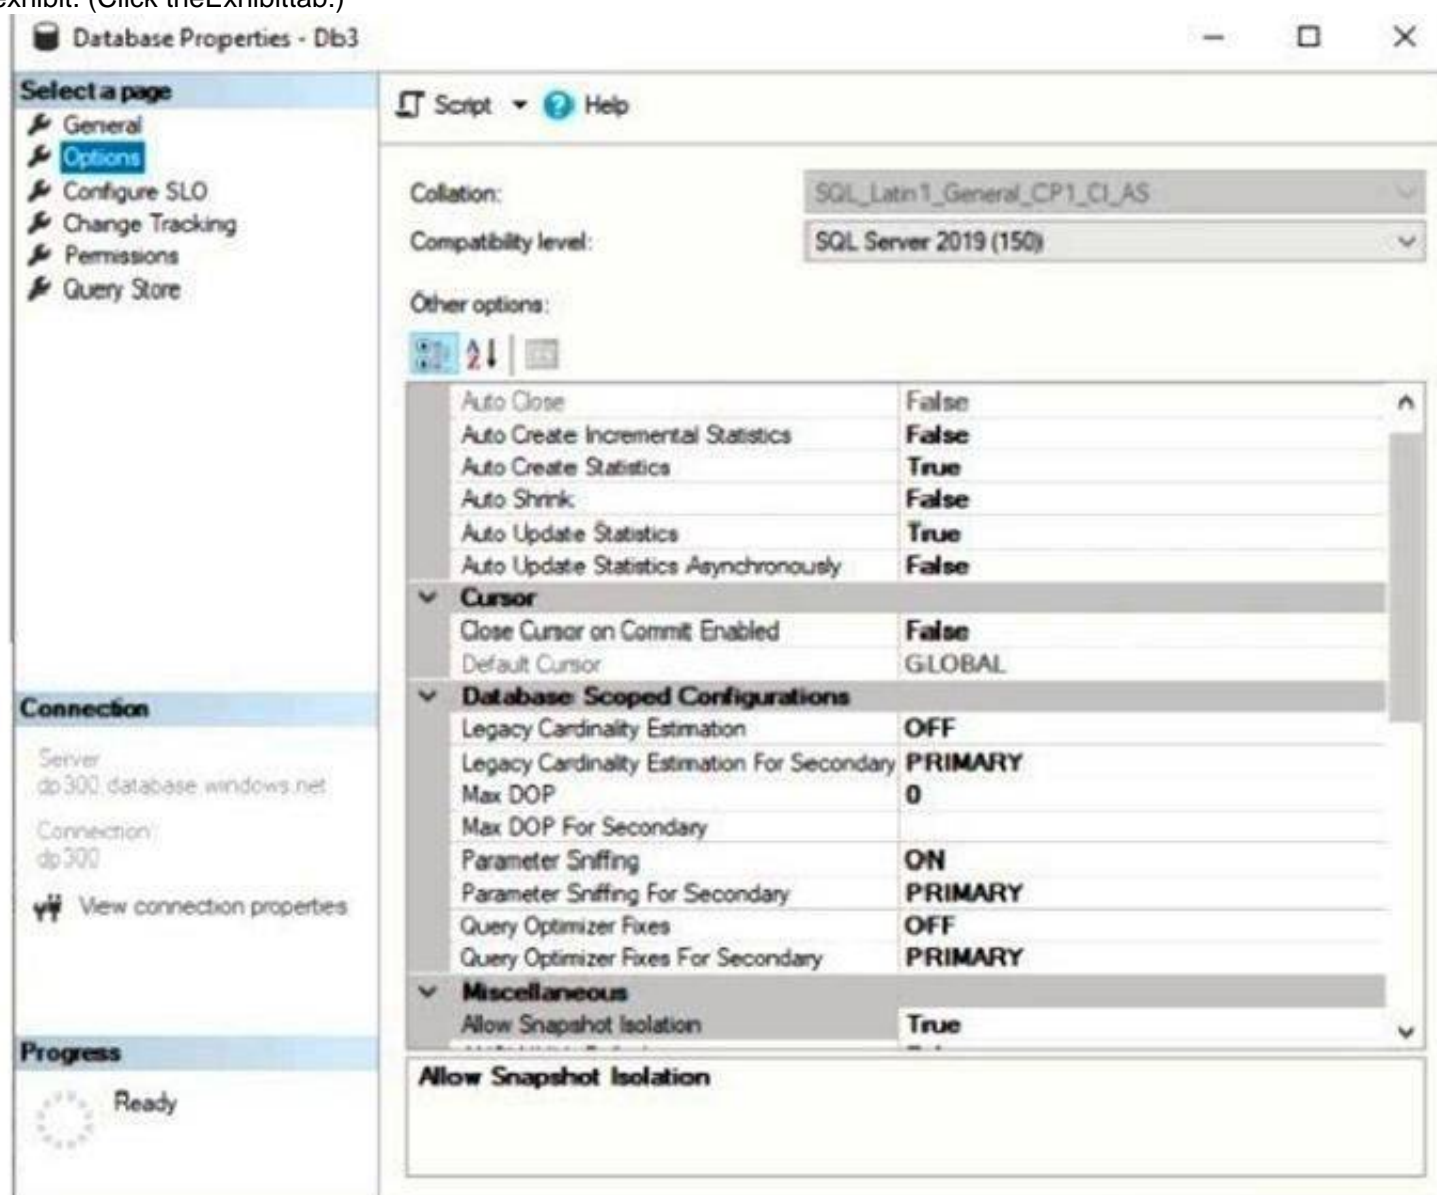 exhibit. (Click theExhibittab.)
Database Properties - Db3
Select a page
General
Options
Configure SLO
Change Tracking
Permissions
Query Store
Script
Help
Collation:
SQL_Latin1_General_CP1_CI_AS
Compatibility level:
SQL Server 2019 (150)
Other options:
Auto Close False
Auto Create Incremental Statistics False
Auto Create Statistics True
Auto Shrink False
Auto Update Statistics True
Auto Update Statistics Asynchronously False
Cursor
Close Cursor on Commit Enabled False
Default Cursor GLOBAL
Database Scoped Configurations
Legacy Cardinality Estimation OFF
Legacy Cardinality Estimation For Secondary PRIMARY
Max DOP 0
Max DOP For Secondary
Parameter Sniffing ON
Parameter Sniffing For Secondary PRIMARY
Query Optimizer Fixes OFF
Query Optimizer Fixes For Secondary PRIMARY
Miscellaneous
Allow Snapshot Isolation True
Allow Snapshot Isolation
Connection
Server
dp300.database.windows.net
Connection:
dp300
View connection properties
Progress
Ready